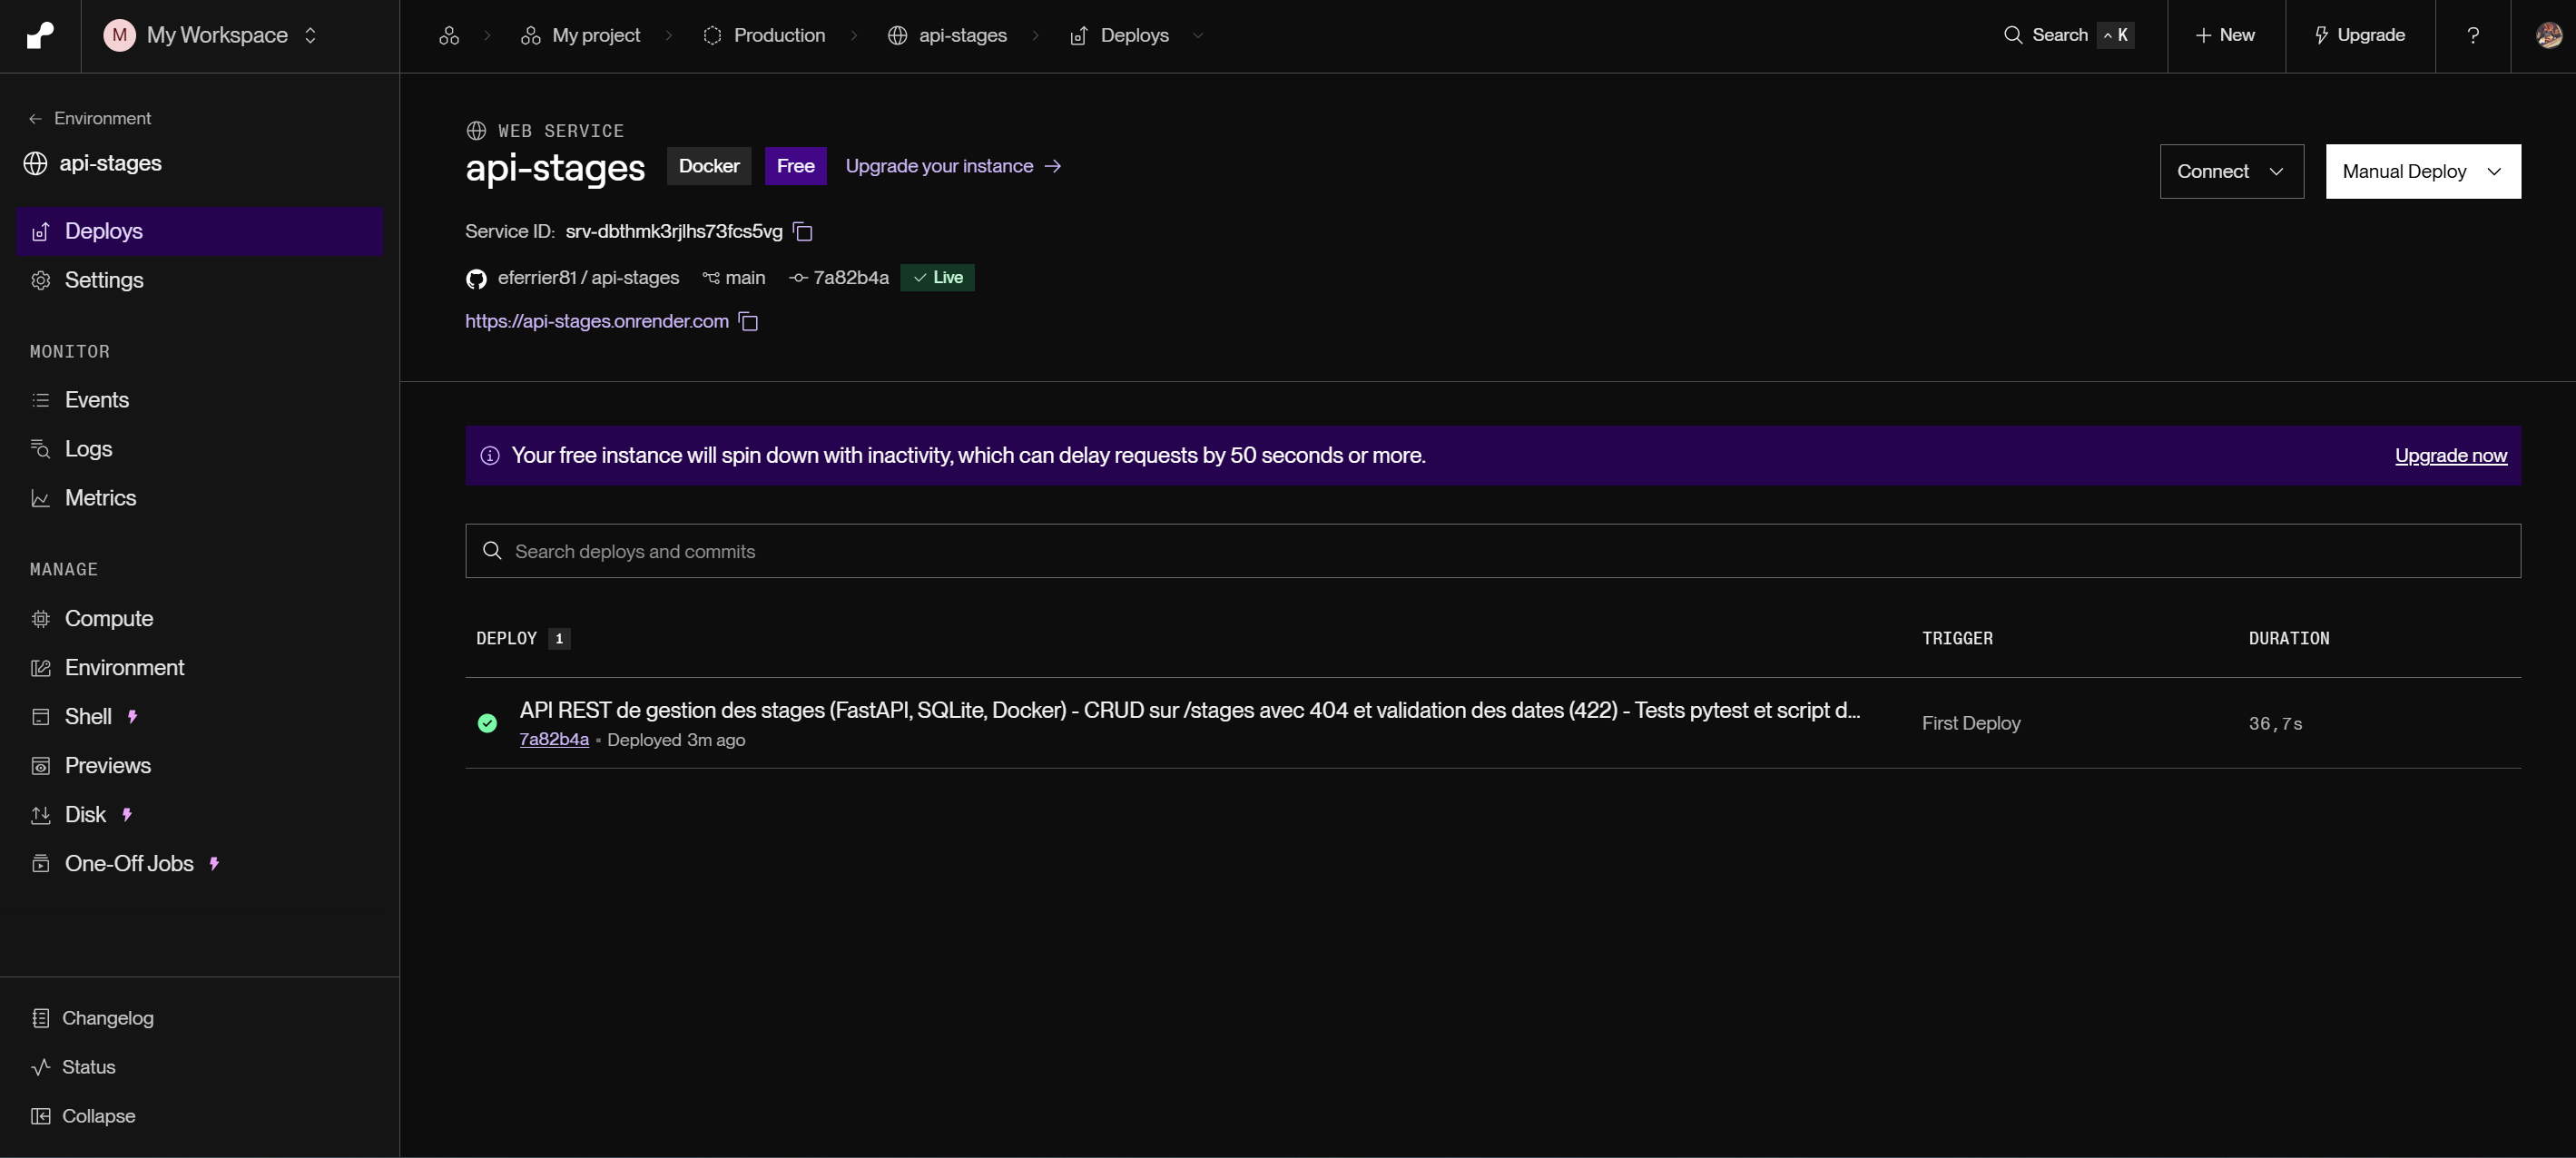 M My Workspace
My project
Production
api-stages
Deploys
Search ^ K
+ New
Upgrade
?
← Environment
api-stages
Deploys
Settings
MONITOR
Events
Logs
Metrics
MANAGE
Compute
Environment
Shell
Previews
Disk
One-Off Jobs
Changelog
Status
Collapse
WEB SERVICE
api-stages Docker Free Upgrade your instance →
Connect
Manual Deploy
Service ID: srv-dbthmk3rjlhs73fcs5vg
eferrier81 / api-stages main 7a82b4a ✓ Live
https://api-stages.onrender.com
Your free instance will spin down with inactivity, which can delay requests by 50 seconds or more. Upgrade now
Search deploys and commits
DEPLOY 1 TRIGGER DURATION
API REST de gestion des stages (FastAPI, SQLite, Docker) - CRUD sur /stages avec 404 et validation des dates (422) - Tests pytest et script d...
7a82b4a ▪ Deployed 3m ago
First Deploy
36,7s